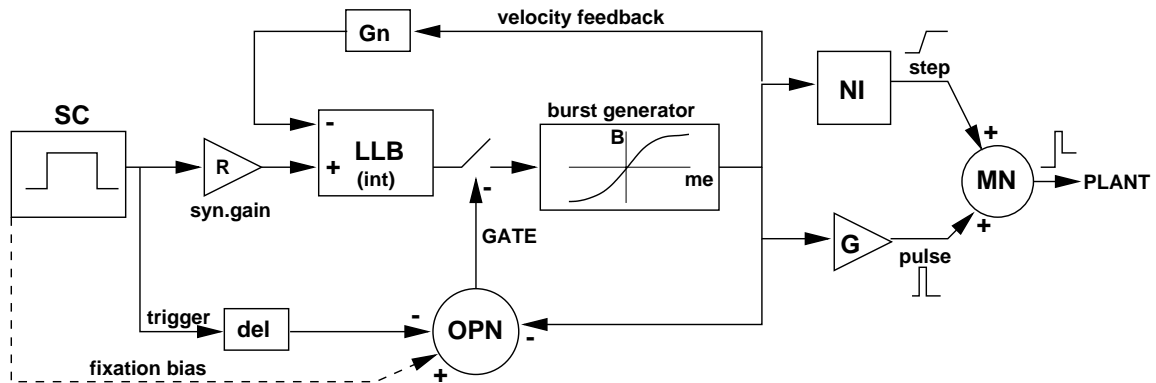 velocity feedback
Gn
step
NI
SC
burst generator
B
me
-
+
LLB
(int)
R
syn.gain
-
GATE
+
MN
+
PLANT
G
pulse
trigger
del
-
OPN
-
+
fixation bias